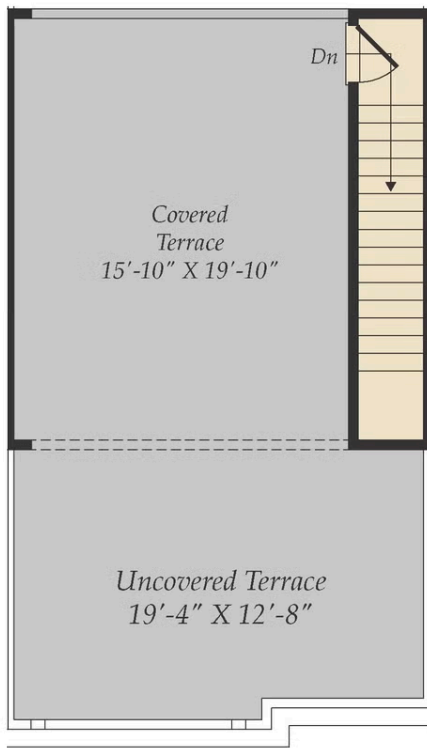 Dn
Covered
Terrace
15'-10" X 19'-10"
Uncovered Terrace
19'-4" X 12'-8"